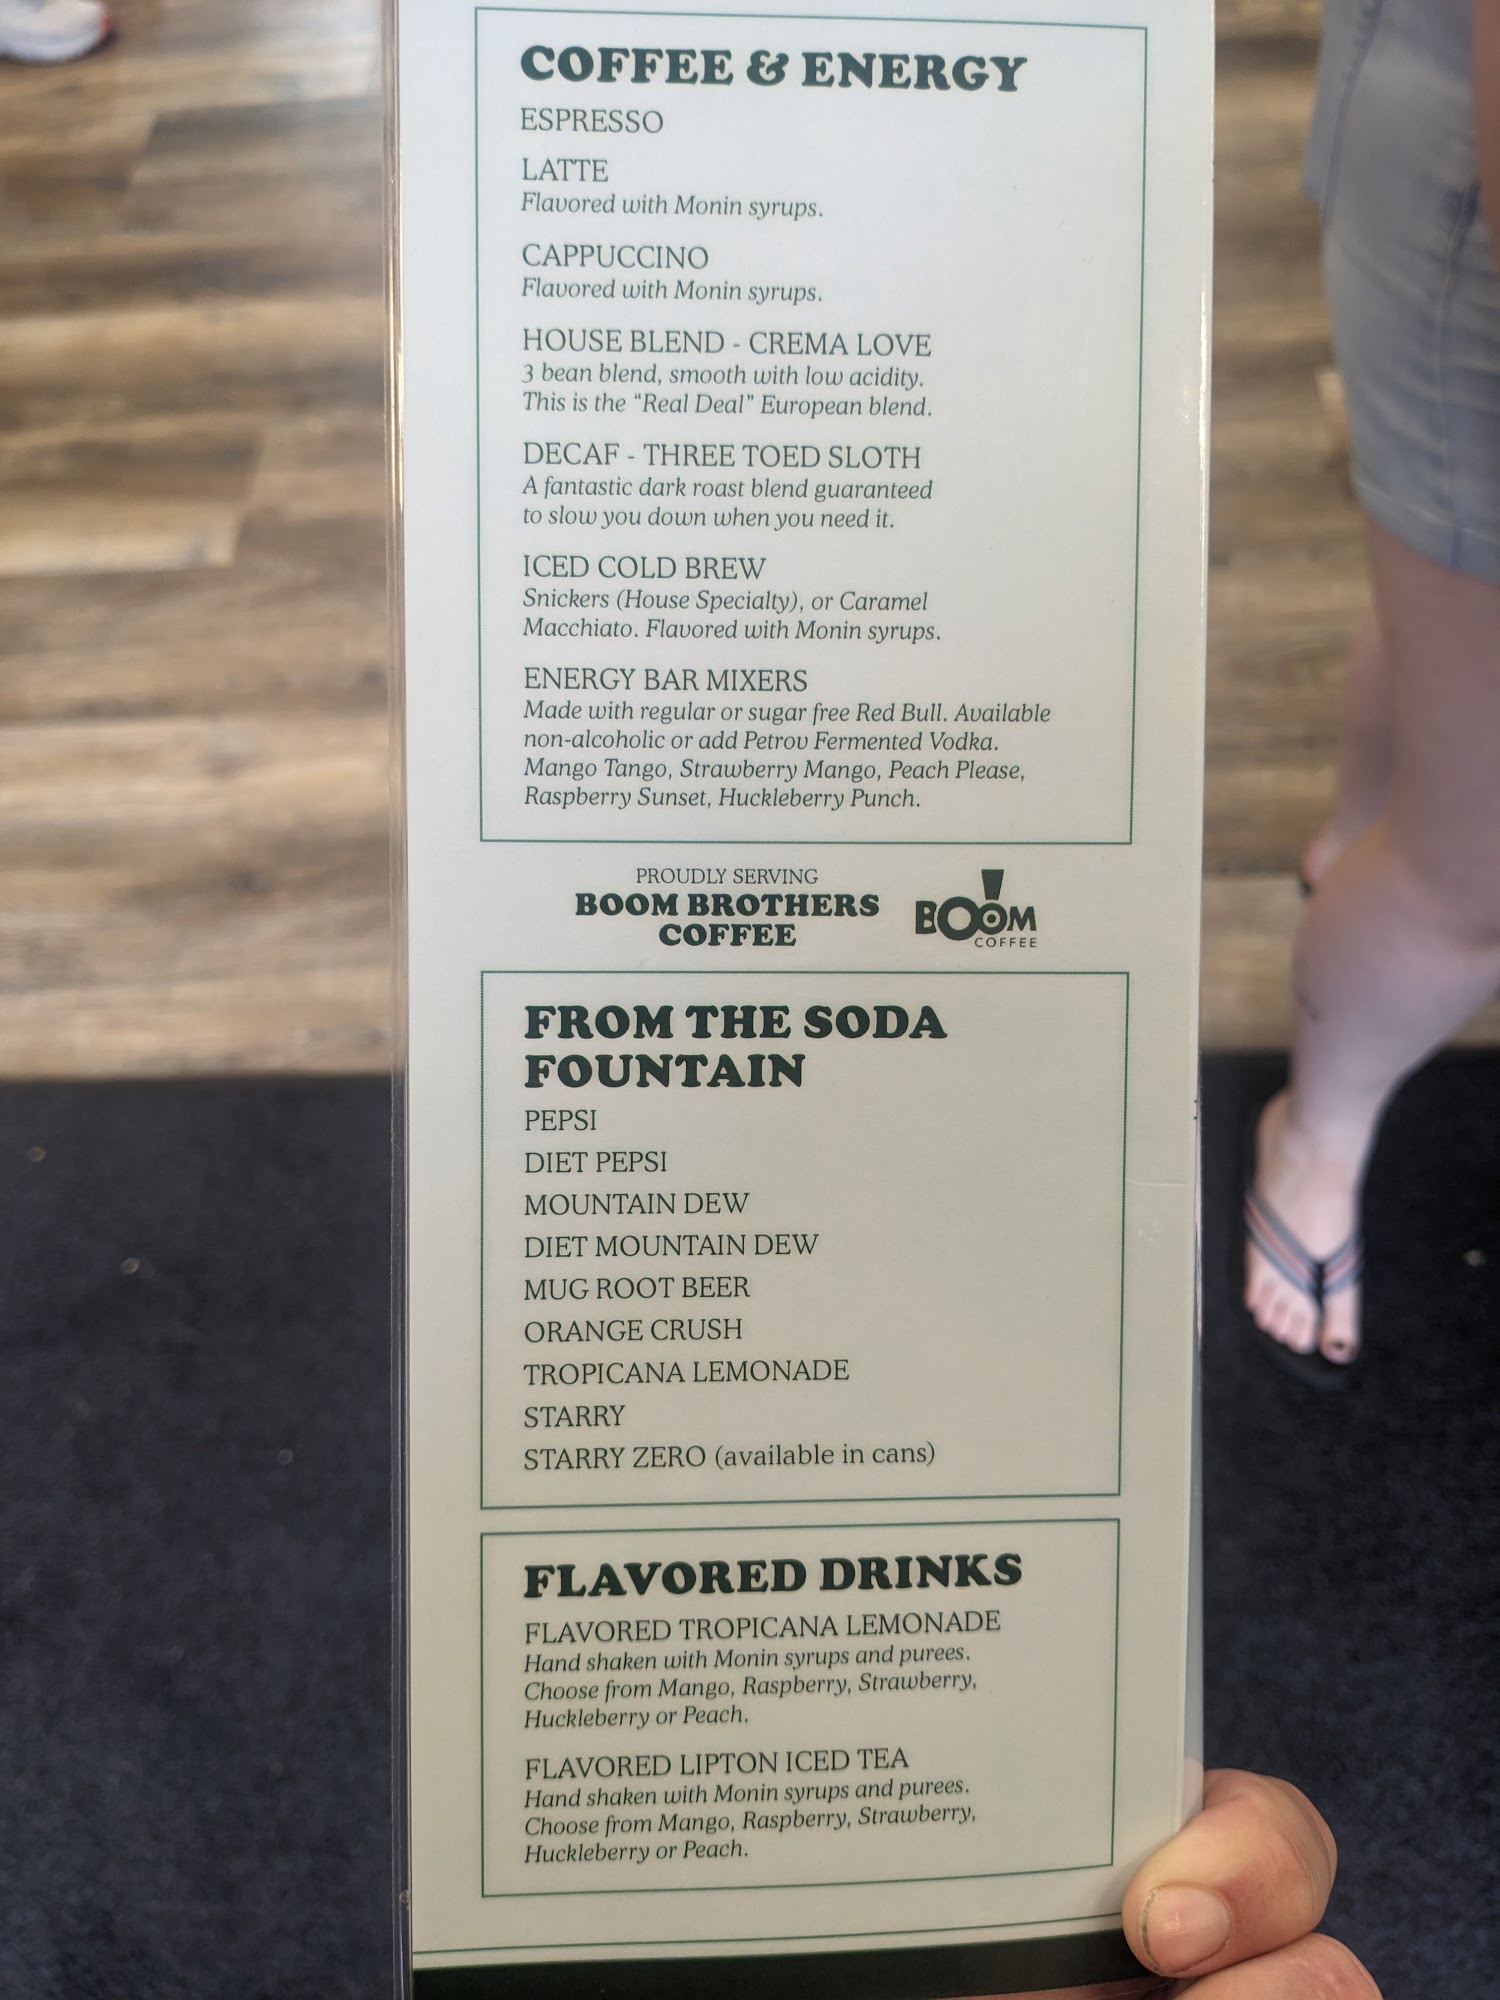 COFFEE & ENERGY
ESPRESSO
LATTE
Flavored with Monin syrups.
CAPPUCCINO
Flavored with Monin syrups.
HOUSE BLEND - CREMA LOVE
3 bean blend, smooth with low acidity.
This is the “Real Deal” European blend.
DECAF - THREE TOED SLOTH
A fantastic dark roast blend guaranteed
to slow you down when you need it.
ICED COLD BREW
Snickers (House Specialty), or Caramel
Macchiato. Flavored with Monin syrups.
ENERGY BAR MIXERS
Made with regular or sugar free Red Bull. Available
non-alcoholic or add Petrov Fermented Vodka.
Mango Tango, Strawberry Mango, Peach Please,
Raspberry Sunset, Huckleberry Punch.
PROUDLY SERVING
BOOM BROTHERS
COFFEE
BOOM
COFFEE
FROM THE SODA
FOUNTAIN
PEPSI
DIET PEPSI
MOUNTAIN DEW
DIET MOUNTAIN DEW
MUG ROOT BEER
ORANGE CRUSH
TROPICANA LEMONADE
STARRY
STARRY ZERO (available in cans)
FLAVORED DRINKS
FLAVORED TROPICANA LEMONADE
Hand shaken with Monin syrups and purees.
Choose from Mango, Raspberry, Strawberry,
Huckleberry or Peach.
FLAVORED LIPTON ICED TEA
Hand shaken with Monin syrups and purees.
Choose from Mango, Raspberry, Strawberry,
Huckleberry or Peach.